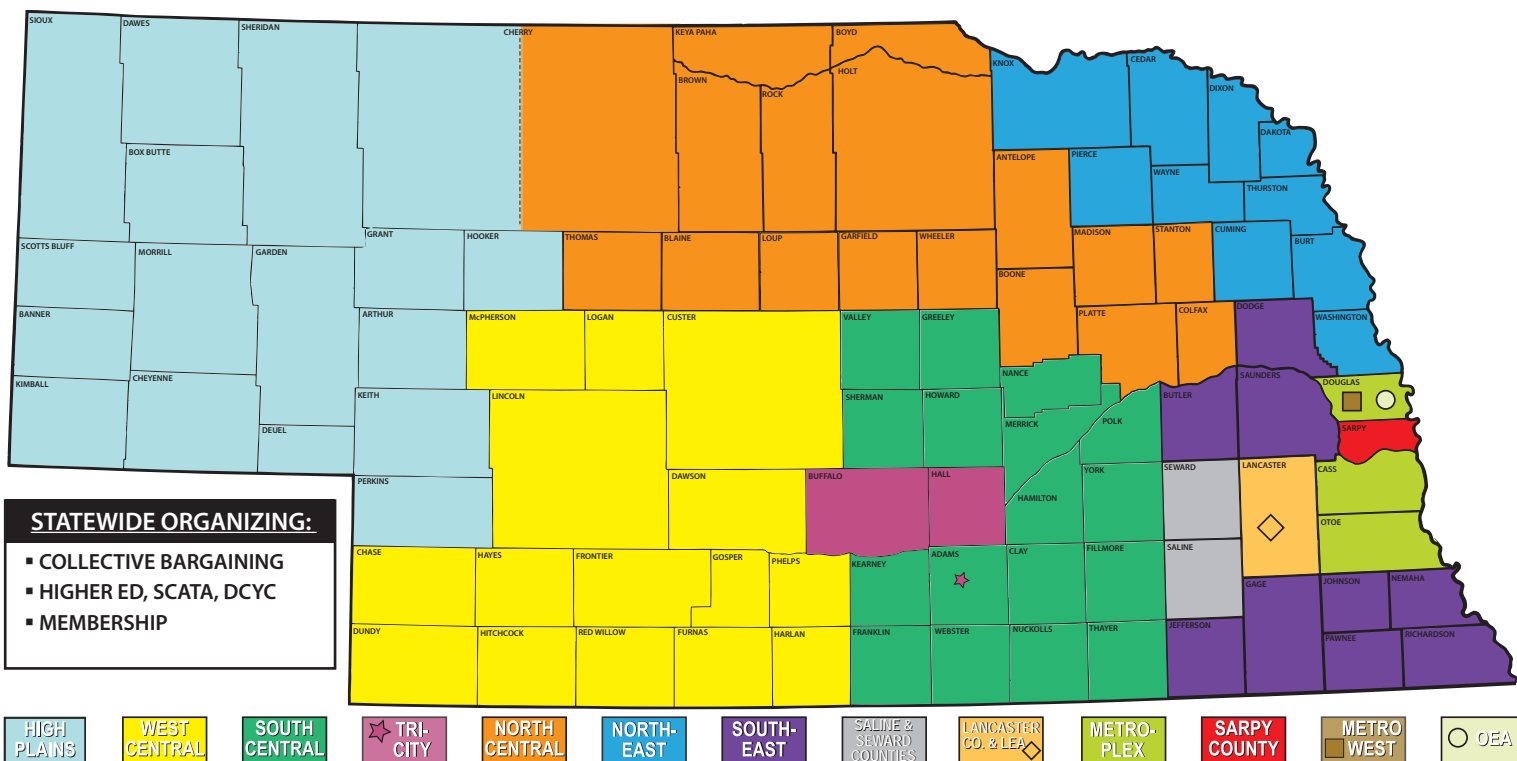 SIOUX
DAWES
SHERIDAN
CHERRY
KEYA PAHA
BOYD
KNOX
CEDAR
HOLT
BROWN
ROCK
DIXON
DAKOTA
BOX BUTTE
ANTELOPE
PIERCE
WAYNE
THURSTON
SCOTTS BLUFF
MORRILL
GARDEN
GRANT
HOOKER
THOMAS
BLAINE
LOUP
GARFIELD
WHEELER
MADISON
STANTON
CUMING
BURT
BOONE
BANNER
ARTHUR
McPHERSON
LOGAN
CUSTER
VALLEY
GREELEY
PLATTE
COLFAX
DODGE
WASHINGTON
KIMBALL
CHEYENNE
NANCE
SAUNDERS
DOUGLAS
KEITH
LINCOLN
SHERMAN
HOWARD
BUTLER
DEUEL
MERRICK
POLK
SARPY
PERKINS
DAWSON
BUFFALO
HALL
YORK
SEWARD
LANCASTER
CASS
HAMILTON
OTOE
CHASE
HAYES
FRONTIER
GOSPER
PHELPS
KEARNEY
ADAMS
CLAY
FILLMORE
SALINE
GAGE
JOHNSON
NEMAHA
DUNDY
HITCHCOCK
RED WILLOW
FURNAS
HARLAN
FRANKLIN
WEBSTER
NUCKOLLS
THAYER
JEFFERSON
PAWNEE
RICHARDSON
STATEWIDE ORGANIZING:
▪ COLLECTIVE BARGAINING
▪ HIGHER ED, SCATA, DCYC
▪ MEMBERSHIP
HIGH
PLAINS
WEST
CENTRAL
SOUTH
CENTRAL
TRI-
CITY
NORTH
CENTRAL
NORTH-
EAST
SOUTH-
EAST
SALINE &
SEWARD
COUNTIES
LANCASTER
CO. & LEA
METRO-
PLEX
SARPY
COUNTY
METRO
WEST
OEA